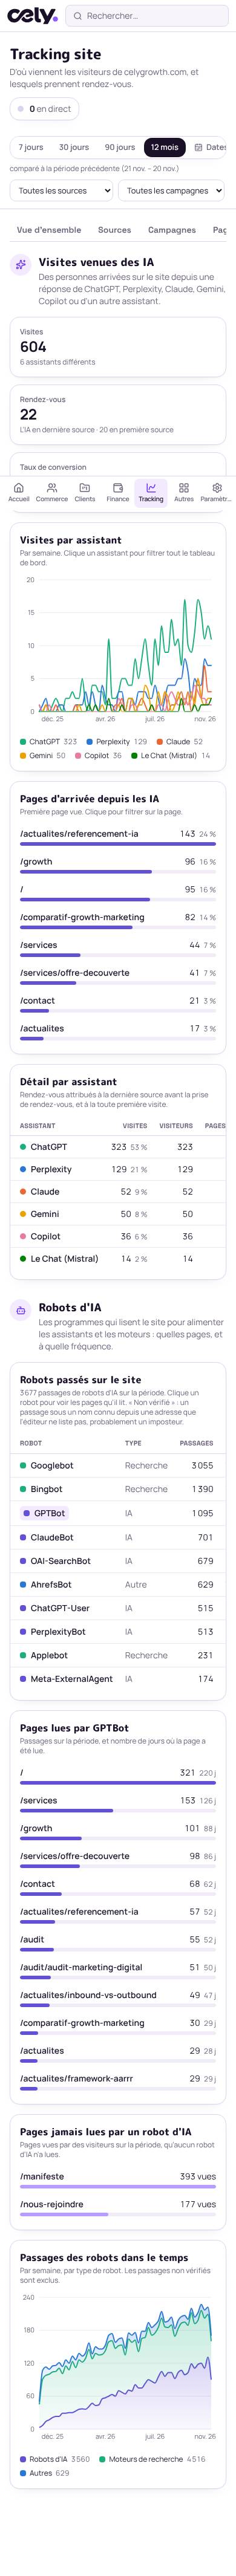 cely.
Rechercher...
Tracking site
D'où viennent les visiteurs de celygrowth.com, et
lesquels prennent rendez-vous.
0 en direct
7 jours 30 jours 90 jours 12 mois Dates
comparé à la période précédente (21 nov. – 20 nov.)
Toutes les sources Toutes les campagnes
Vue d'ensemble Sources Campagnes Pag
Visites venues des IA
Des personnes arrivées sur le site depuis une
réponse de ChatGPT, Perplexity, Claude, Gemini,
Copilot ou d'un autre assistant.
Visites
604
6 assistants différents
Rendez-vous
22
L'IA en dernière source · 20 en première source
Taux de conversion
Accueil Commerce Clients Finance Tracking Autres Paramètr...
Visites par assistant
Par semaine. Clique un assistant pour filtrer tout le tableau
de bord.
20
15
10
5
0
déc. 25 avr. 26 juil. 26 nov. 26
ChatGPT 323 Perplexity 129 Claude 52
Gemini 50 Copilot 36 Le Chat (Mistral) 14
Pages d'arrivée depuis les IA
Première page vue. Clique pour filtrer sur la page.
/actualites/referencement-ia 143 24 %
/growth 96 16 %
/ 95 16 %
/comparatif-growth-marketing 82 14 %
/services 44 7 %
/services/offre-decouverte 41 7 %
/contact 21 3 %
/actualites 17 3 %
Détail par assistant
Rendez-vous attribués à la dernière source avant la prise
de rendez-vous, et à la toute première visite.
ASSISTANT VISITES VISITEURS PAGES
ChatGPT 323 53 % 323
Perplexity 129 21 % 129
Claude 52 9 % 52
Gemini 50 8 % 50
Copilot 36 6 % 36
Le Chat (Mistral) 14 2 % 14
Robots d'IA
Les programmes qui lisent le site pour alimenter
les assistants et les moteurs : quelles pages, et
à quelle fréquence.
Robots passés sur le site
3 677 passages de robots d'IA sur la période. Clique un
robot pour voir les pages qu'il lit. « Non vérifié » : un
passage sous un nom connu depuis une adresse que
l'éditeur ne liste pas, probablement un imposteur.
ROBOT TYPE PASSAGES
Googlebot Recherche 3 055
Bingbot Recherche 1 390
GPTBot IA 1 095
ClaudeBot IA 701
OAI-SearchBot IA 679
AhrefsBot Autre 629
ChatGPT-User IA 515
PerplexityBot IA 513
Applebot Recherche 231
Meta-ExternalAgent IA 174
Pages lues par GPTBot
Passages sur la période, et nombre de jours où la page a
été lue.
/ 321 220 j
/services 153 126 j
/growth 101 88 j
/services/offre-decouverte 98 86 j
/contact 68 62 j
/actualites/referencement-ia 57 52 j
/audit 55 52 j
/audit/audit-marketing-digital 51 50 j
/actualites/inbound-vs-outbound 49 47 j
/comparatif-growth-marketing 30 29 j
/actualites 29 28 j
/actualites/framework-aarrr 29 29 j
Pages jamais lues par un robot d'IA
Pages vues par des visiteurs sur la période, qu'aucun robot
d'IA n'a lues.
/manifeste 393 vues
/nous-rejoindre 177 vues
Passages des robots dans le temps
Par semaine, par type de robot. Les passages non vérifiés
sont exclus.
240
180
120
60
0
déc. 25 avr. 26 juil. 26 nov. 26
Robots d'IA 3 560 Moteurs de recherche 4 516
Autres 629